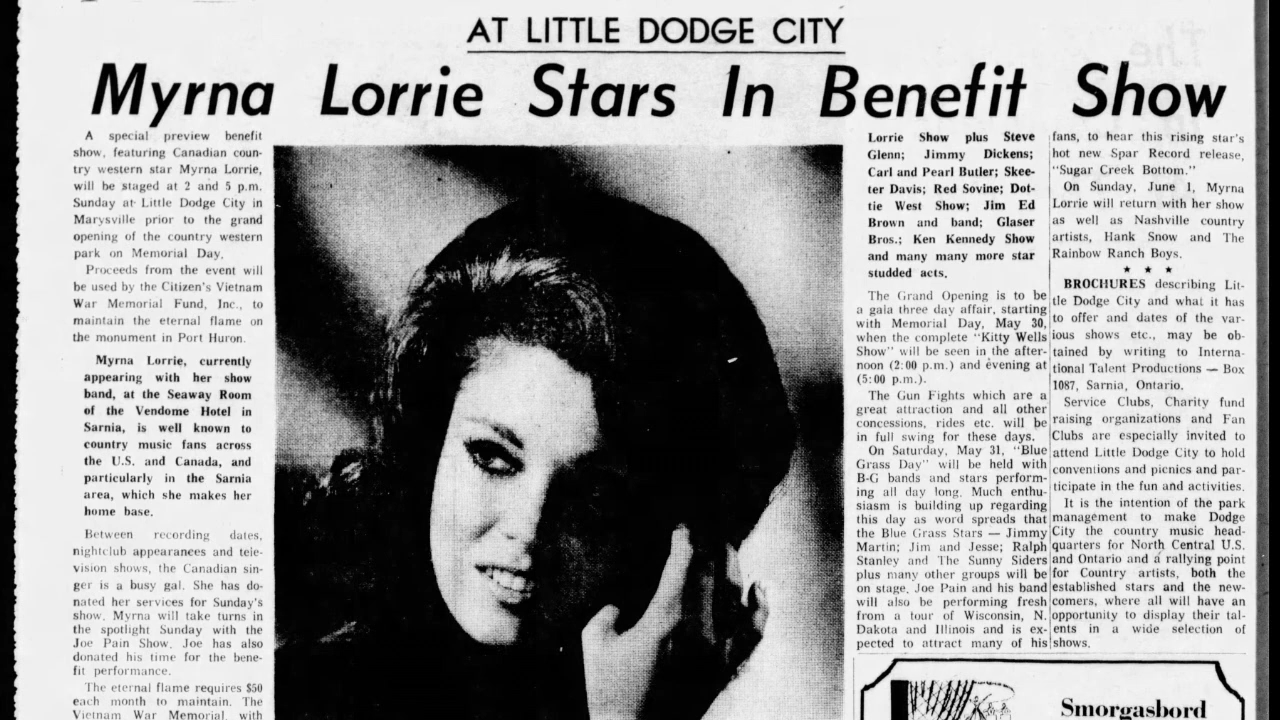 AT LITTLE DODGE CITY
Myrna Lorrie Stars In Benefit Show
A special preview benefit
show, featuring Canadian coun-
try western star Myrna Lorrie,
will be staged at 2 and 5 p.m.
Sunday at Little Dodge City in
Marysville prior to the grand
opening of the country western
park on Memorial Day.
Proceeds from the event will
be used by the Citizen's Vietnam
War Memorial Fund, Inc., to
maintain the eternal flame on
the monument in Port Huron.
Myrna Lorrie, currently
appearing with her show
band, at the Seaway Room
of the Vendome Hotel in
Sarnia, is well known to
country music fans across
the U.S. and Canada, and
particularly in the Sarnia
area, which she makes her
home base.
Between recording dates,
nightclub appearances and tele-
vision shows, the Canadian sin-
ger is a busy gal. She has do-
nated her services for Sunday's
show. Myrna will take turns in
the spotlight Sunday with the
Joe Pain Show. Joe has also
donated his time for the bene-
fit performance.
The eternal flame requires $50
each month to maintain. The
Vietnam War Memorial, with
Lorrie Show plus Steve
Glenn; Jimmy Dickens;
Carl and Pearl Butler; Skee-
ter Davis; Red Sovine; Dot-
tie West Show; Jim Ed
Brown and band; Glaser
Bros.; Ken Kennedy Show
and many many more star
studded acts.
The Grand Opening is to be
a gala three day affair, starting
with Memorial Day, May 30,
when the complete "Kitty Wells
Show" will be seen in the after-
noon (2:00 p.m.) and evening at
(5:00 p.m.).
The Gun Fights which are a
great attraction and all other
concessions, rides etc. will be
in full swing for these days.
On Saturday, May 31, "Blue
Grass Day" will be held with
B-G bands and stars perform-
ing all day long. Much enthu-
siasm is building up regarding
this day as word spreads that
the Blue Grass Stars — Jimmy
Martin; Jim and Jesse; Ralph
Stanley and The Sunny Siders
plus many other groups will be
on stage. Joe Pain and his band
will also be performing fresh
from a tour of Wisconsin, N.
Dakota and Illinois and is ex-
pected to attract many of his
fans, to hear this rising star's
hot new Spar Record release,
"Sugar Creek Bottom."
On Sunday, June 1, Myrna
Lorrie will return with her show
as well as Nashville country
artists, Hank Snow and The
Rainbow Ranch Boys.
★ ★ ★
BROCHURES describing Lit-
tle Dodge City and what it has
to offer and dates of the var-
ious shows etc., may be ob-
tained by writing to Interna-
tional Talent Productions — Box
1087, Sarnia, Ontario.
Service Clubs, Charity fund
raising organizations and Fan
Clubs are especially invited to
attend Little Dodge City to hold
conventions and picnics and par-
ticipate in the fun and activities.
It is the intention of the park
management to make Dodge
City the country music head-
quarters for North Central U.S.
and Ontario and a rallying point
for Country artists, both the
established stars and the new-
comers, where all will have an
opportunity to display their tal-
ents in a wide selection of
shows.
Smorgasbord